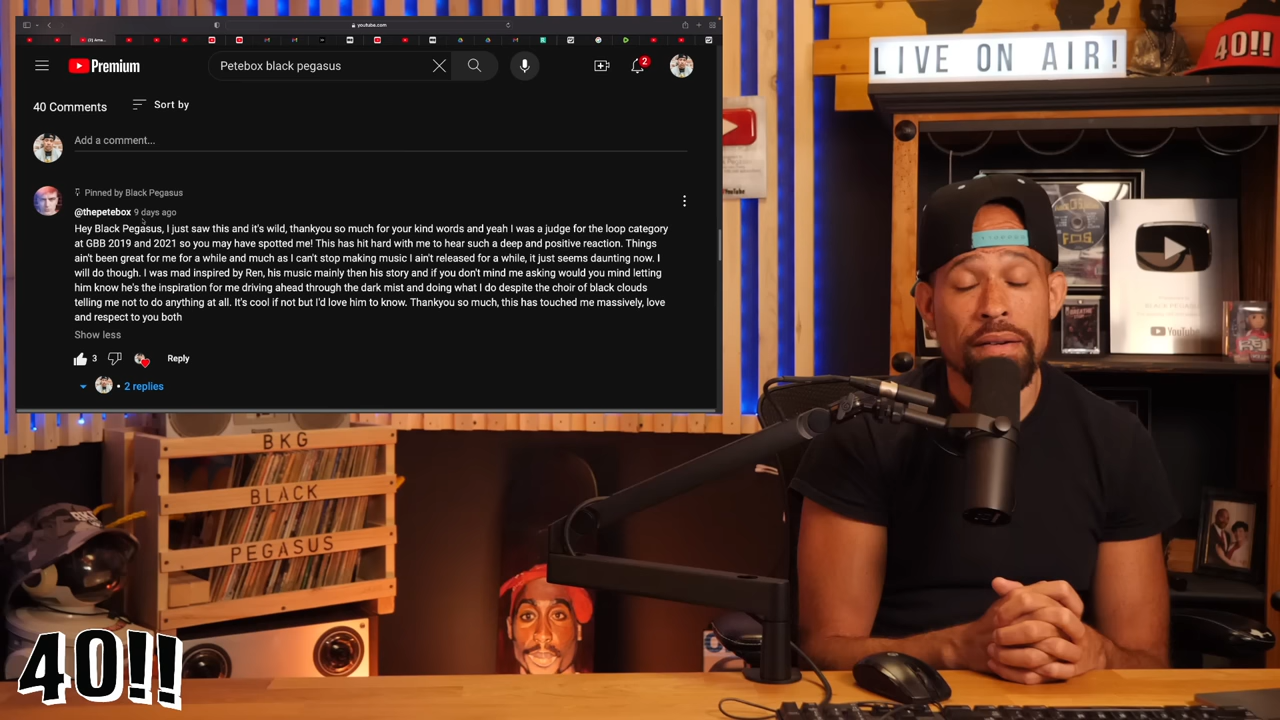 youtube.com
Premium
Petebox black pegasus
2
40 Comments
Sort by
Add a comment...
Pinned by Black Pegasus
@thepetebox 9 days ago
Hey Black Pegasus, I just saw this and it's wild, thankyou so much for your kind words and yeah I was a judge for the loop category
at GBB 2019 and 2021 so you may have spotted me! This has hit hard with me to hear such a deep and positive reaction. Things
ain't been great for me for a while and much as I can't stop making music I ain't released for a while, it just seems daunting now. I
will do though. I was mad inspired by Ren, his music mainly then his story and if you don't mind me asking would you mind letting
him know he's the inspiration for me driving ahead through the dark mist and doing what I do despite the choir of black clouds
telling me not to do anything at all. It's cool if not but I'd love him to know. Thankyou so much, this has touched me massively, love
and respect to you both
Show less
3
Reply
• 2 replies
LIVE ON AIR!
40!!
YouTube
YouTube
BKG
BLACK
PEGASUS
40!!